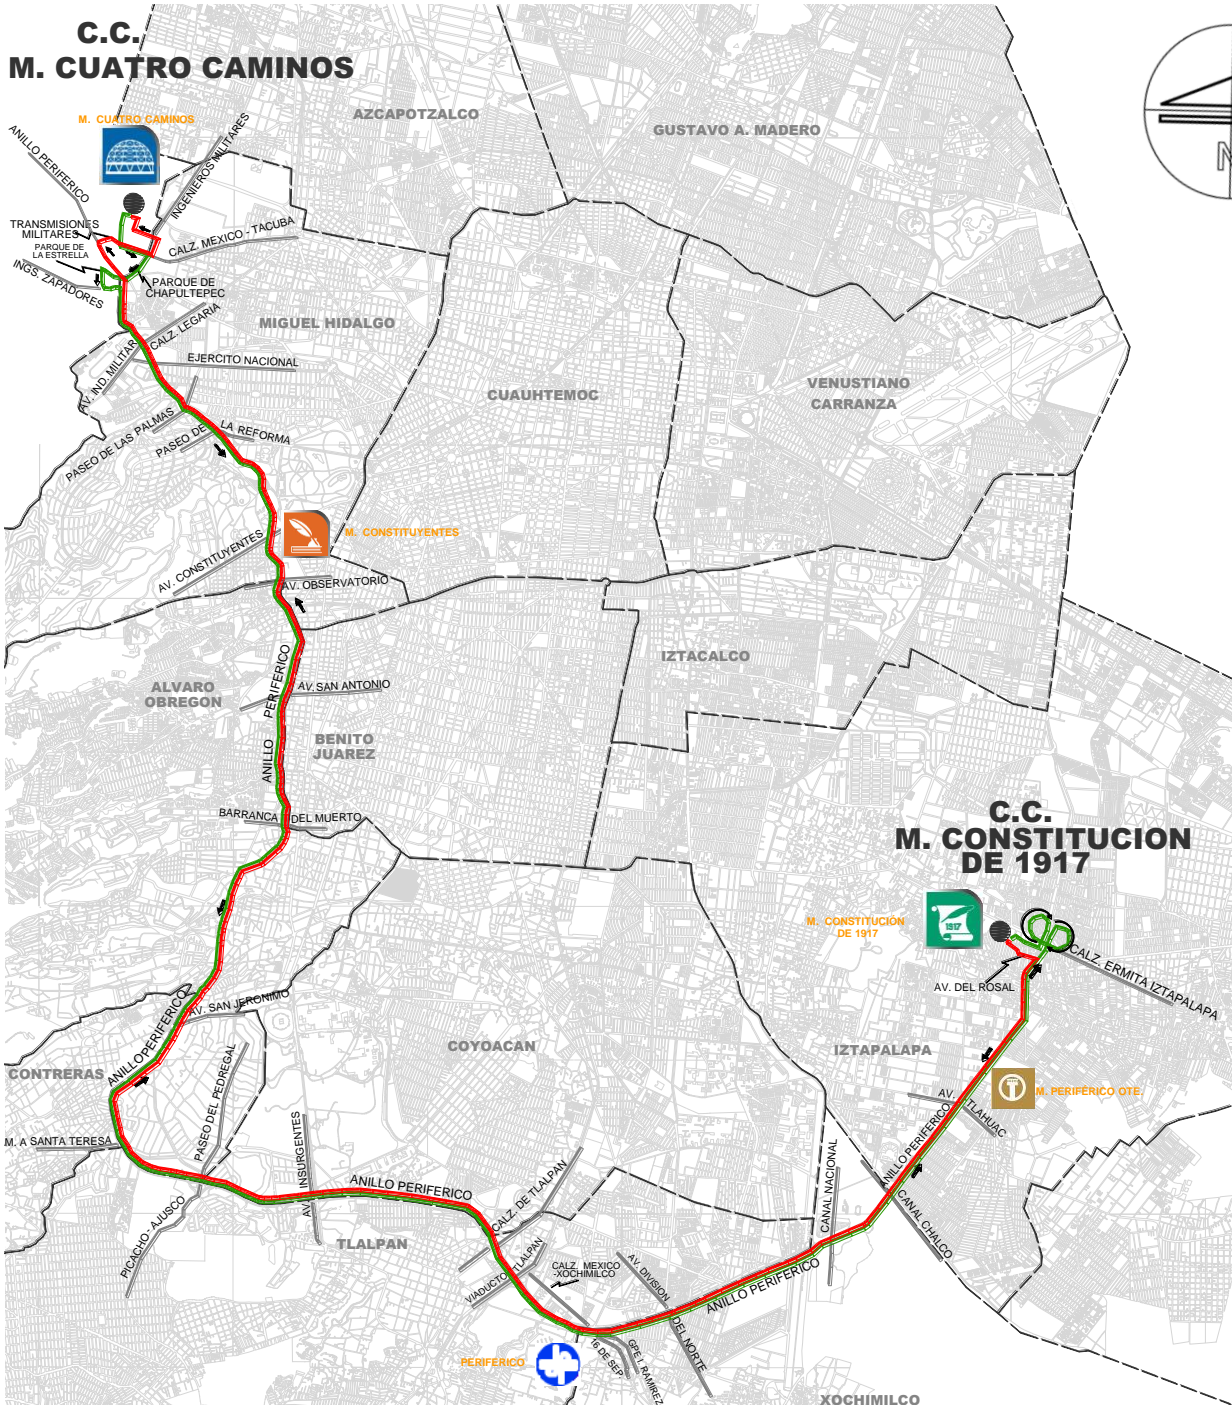 C.C.
M. CUATRO CAMINOS
AZCAPOTZALCO
GUSTAVO A. MADERO
M. CUATRO CAMINOS
ANILLO PERIFERICO
INGENIEROS MILITARES
TRANSMISIONES
MILITARES
CALZ. MEXICO - TACUBA
PARQUE DE
LA ESTRELLA
INGS. ZAPADORES
PARQUE DE
CHAPULTEPEC
CALZ. LEGARIA
MIGUEL HIDALGO
AV. IND. MILITAR
EJERCITO NACIONAL
CUAUHTEMOC
VENUSTIANO
CARRANZA
PASEO DE LAS PALMAS
PASEO DE LA REFORMA
M. CONSTITUYENTES
AV. CONSTITUYENTES
AV. OBSERVATORIO
IZTACALCO
ALVARO
OBREGON
ANILLO PERIFERICO
AV. SAN ANTONIO
BENITO
JUAREZ
BARRANCA DEL MUERTO
C.C.
M. CONSTITUCION
DE 1917
M. CONSTITUCIÓN
DE 1917
1917
CALZ. ERMITA IZTAPALAPA
AV. DEL ROSAL
AV. SAN JERONIMO
ANILLO PERIFERICO
COYOACAN
IZTAPALAPA
CONTRERAS
PASEO DEL PEDREGAL
M. PERIFÉRICO OTE.
AV. TLAHUAC
M. A SANTA TERESA
AV. INSURGENTES
ANILLO PERIFERICO
ANILLO PERIFERICO
CALZ. DE TLALPAN
CANAL NACIONAL
CANAL CHALCO
PICACHO - AJUSCO
TLALPAN
VIADUCTO TLALPAN
CALZ. MEXICO
-XOCHIMILCO
AV. DIVISION DEL NORTE
ANILLO PERIFERICO
16 DE SEP
GPE I. RAMIREZ
PERIFÉRICO
XOCHIMILCO
N